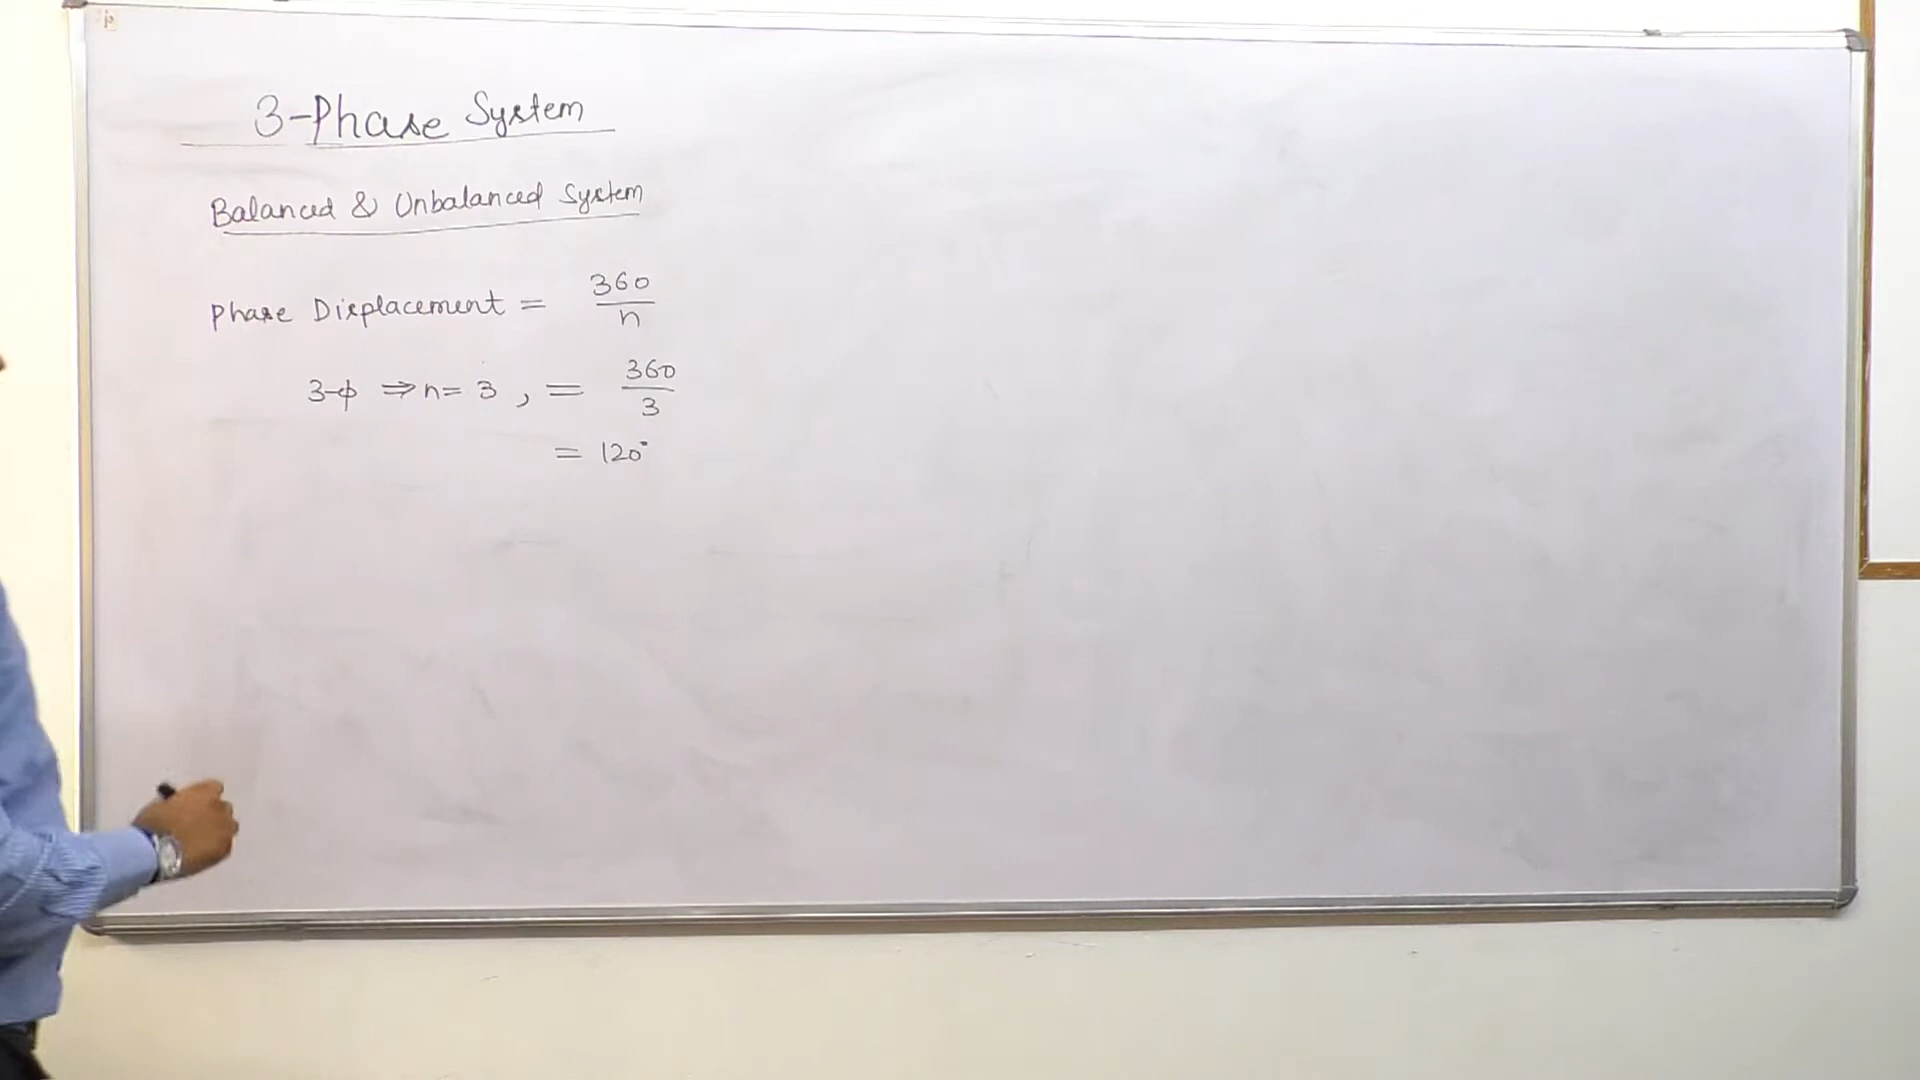 3-Phase System
Balanced & Unbalanced System
Phase Displacement = 360/n
3-ϕ ⇒ n = 3 , = 360/3
= 120°